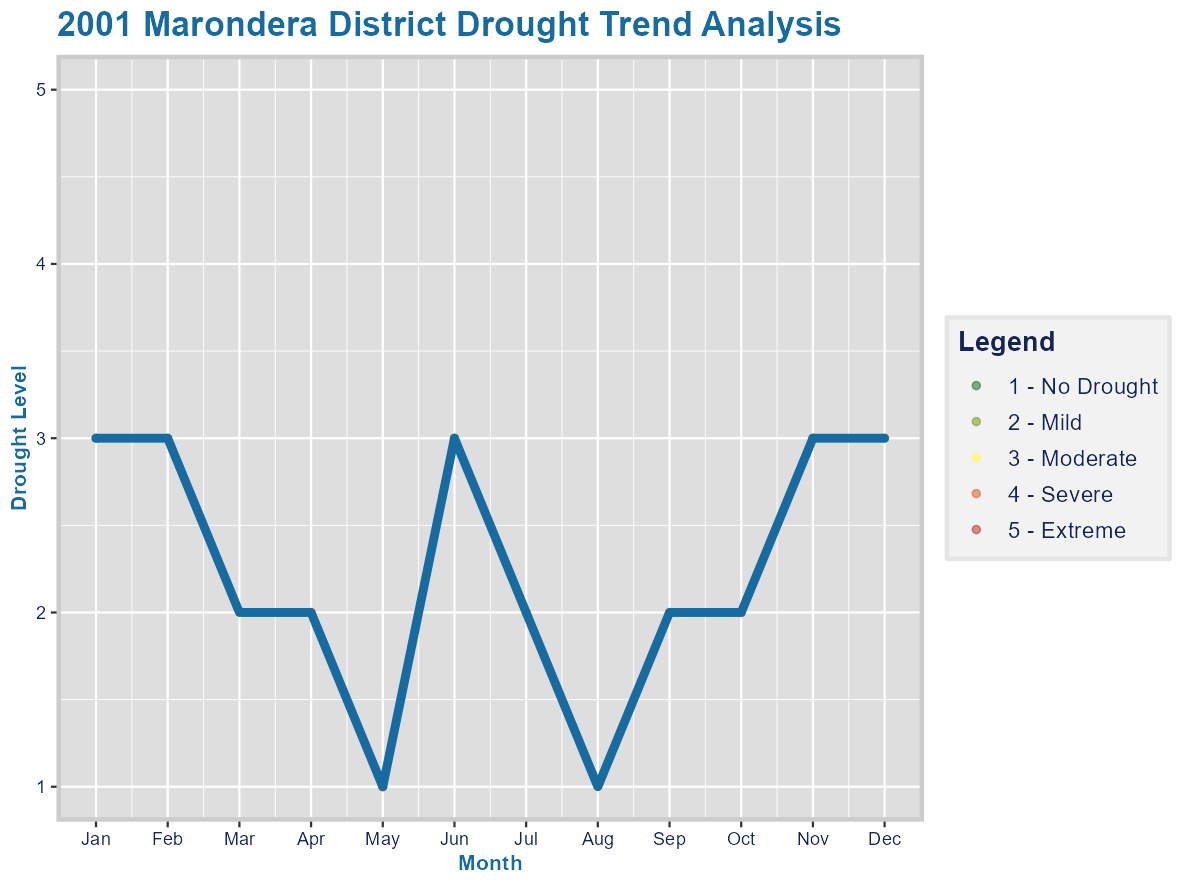 2001 Marondera District Drought Trend Analysis
5
4
3
2
1
Drought Level
Jan Feb Mar Apr May Jun Jul Aug Sep Oct Nov Dec
Month
Legend
1 - No Drought
2 - Mild
3 - Moderate
4 - Severe
5 - Extreme